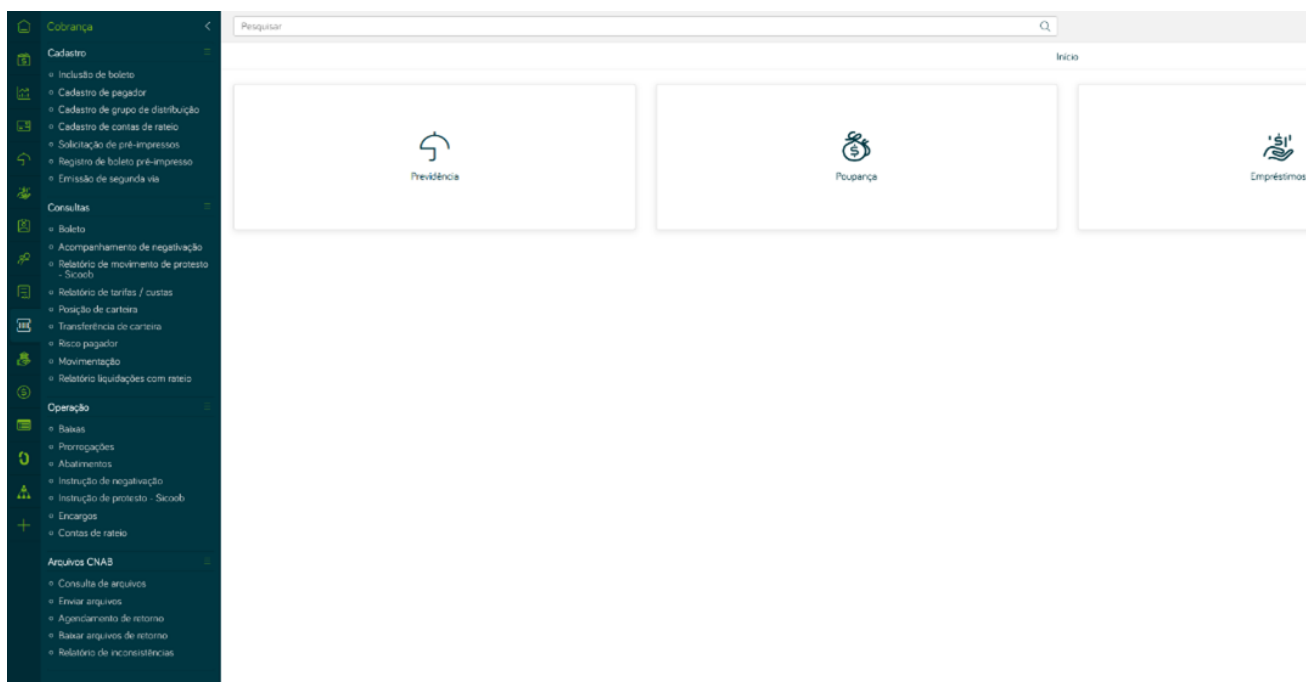 Cobrança
Pesquisar
Início
Cadastro
Inclusão de boleto
Cadastro de pagador
Cadastro de grupo de distribuição
Cadastro de contas de rateio
Solicitação de pré-impressos
Registro de boleto pré-impresso
Emissão de segunda via
Consultas
Boleto
Acompanhamento de negativação
Relatório de movimento de protesto
- Sicoob
Relatório de tarifas / custas
Posição de carteira
Transferência de carteira
Risco pagador
Movimentação
Relatório liquidações com rateio
Operação
Baixas
Prorrogações
Abatimentos
Instrução de negativação
Instrução de protesto - Sicoob
Encargos
Contas de rateio
Arquivos CNAB
Consulta de arquivos
Enviar arquivos
Agendamento de retorno
Baixar arquivos de retorno
Relatório de inconsistências
Previdência
Poupança
Empréstimos